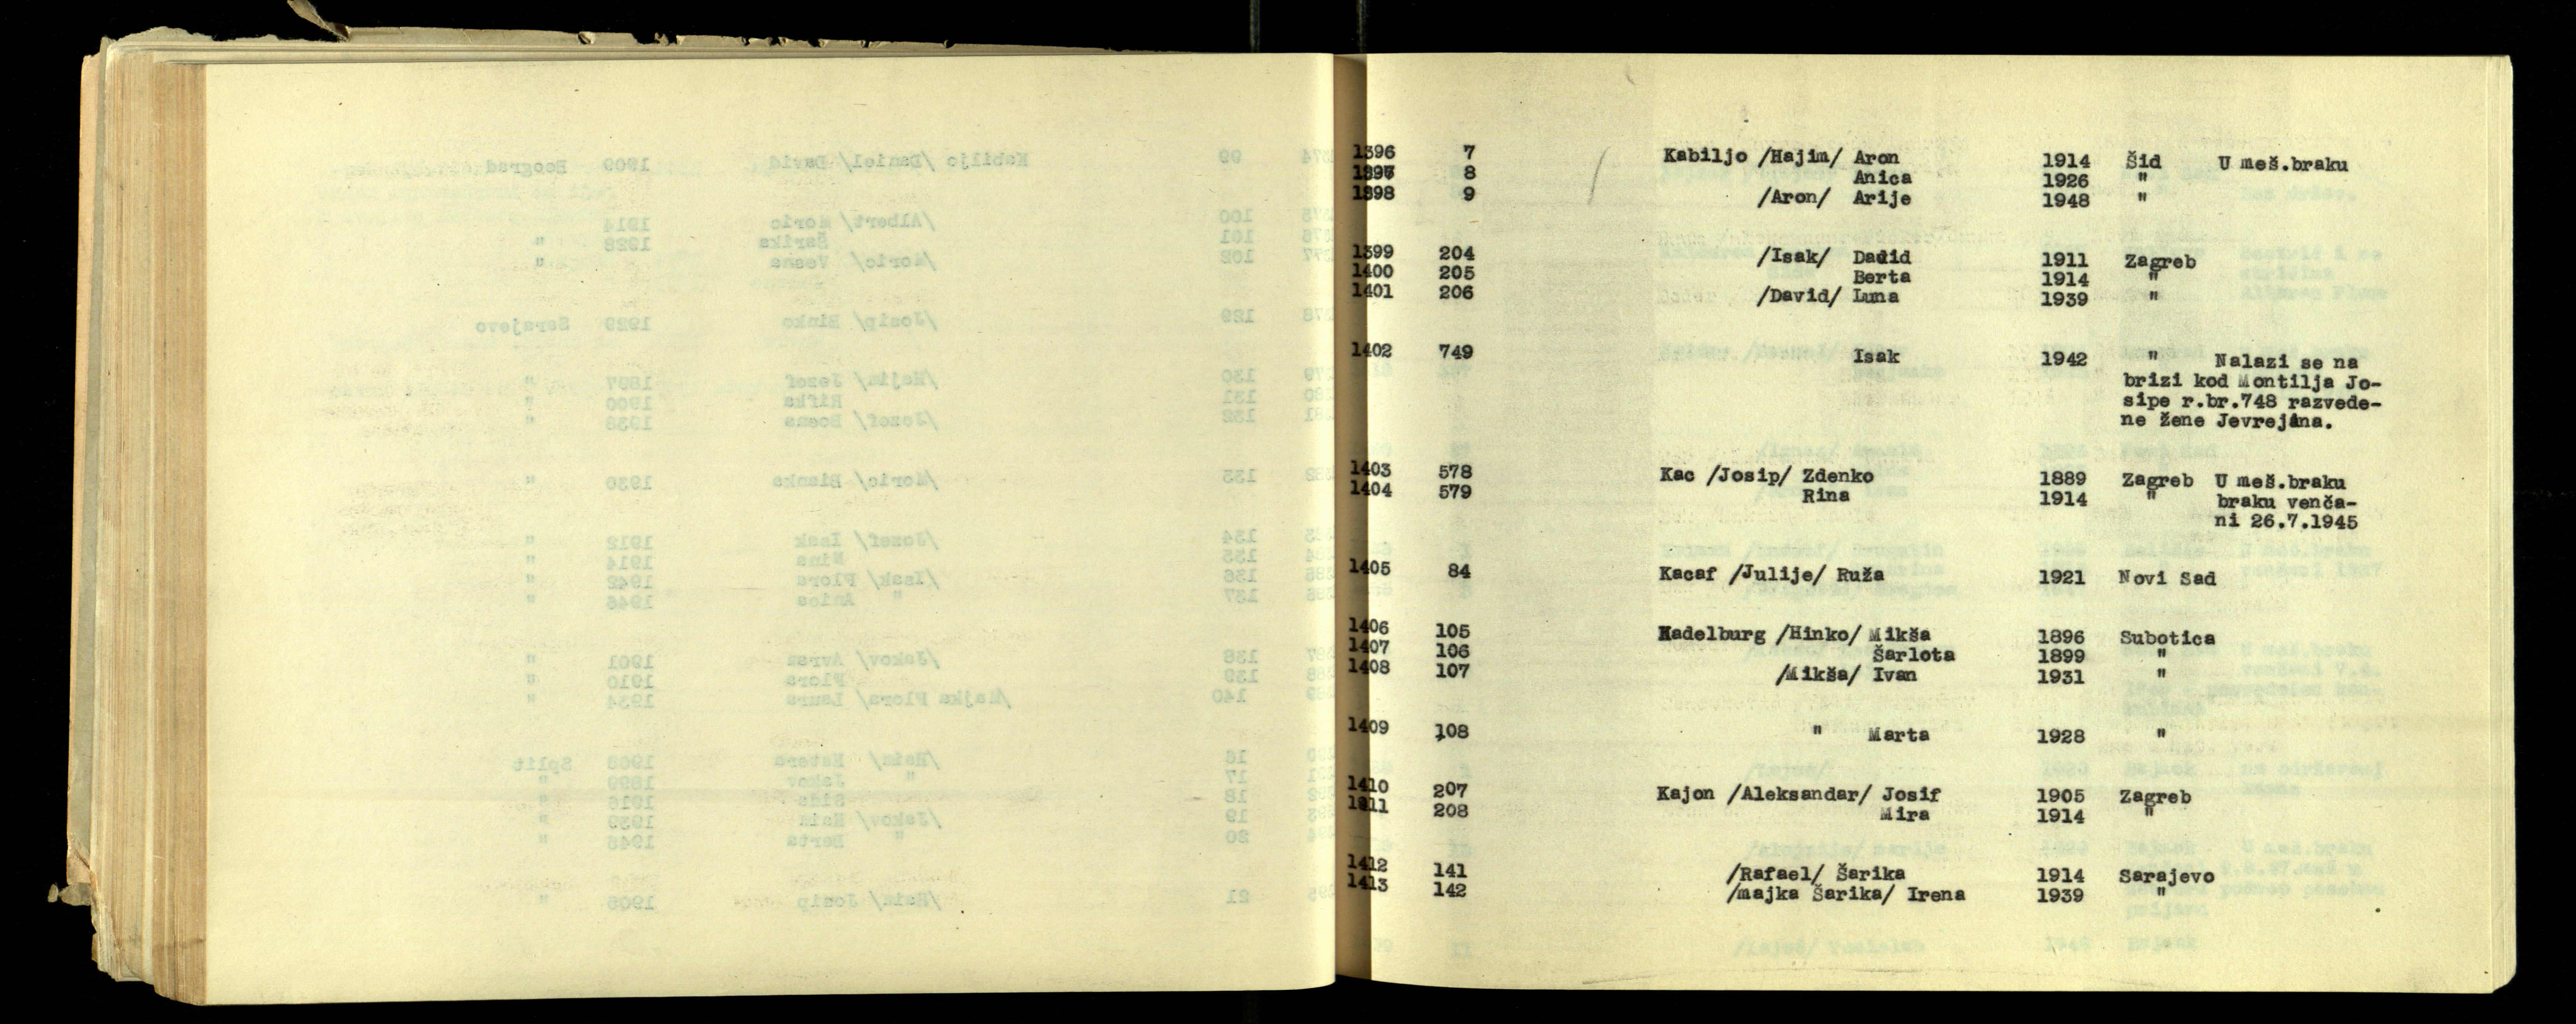 1396 7 Kabiljo /Hajim/ Aron 1914 Šid U meš.braku
1397 8 Anica 1926 "
1398 9 /Aron/ Arije 1948 "
1399 204 /Isak/ David 1911 Zagreb
1400 205 Berta 1914 "
1401 206 /David/ Luna 1939 "
1402 749 Isak 1942 " Nalazi se na
brizi kod Montilja Jo-
sipe r.br.748 razvede-
ne žene Jevrejina.
1403 578 Kac /Josip/ Zdenko 1889 Zagreb U meš.braku
1404 579 Rina 1914 " braku venča-
ni 26.7.1945
1405 84 Kacaf /Julije/ Ruža 1921 Novi Sad
1406 105 Kadelburg /Hinko/ Mikša 1896 Subotica
1407 106 Šarlota 1899 "
1408 107 /Mikša/ Ivan 1931 "
1409 108 " Marta 1928 "
1410 207 Kajon /Aleksandar/ Josif 1905 Zagreb
1411 208 Mira 1914 "
1412 141 /Rafael/ Šarika 1914 Sarajevo
1413 142 /majka Šarika/ Irena 1939 "